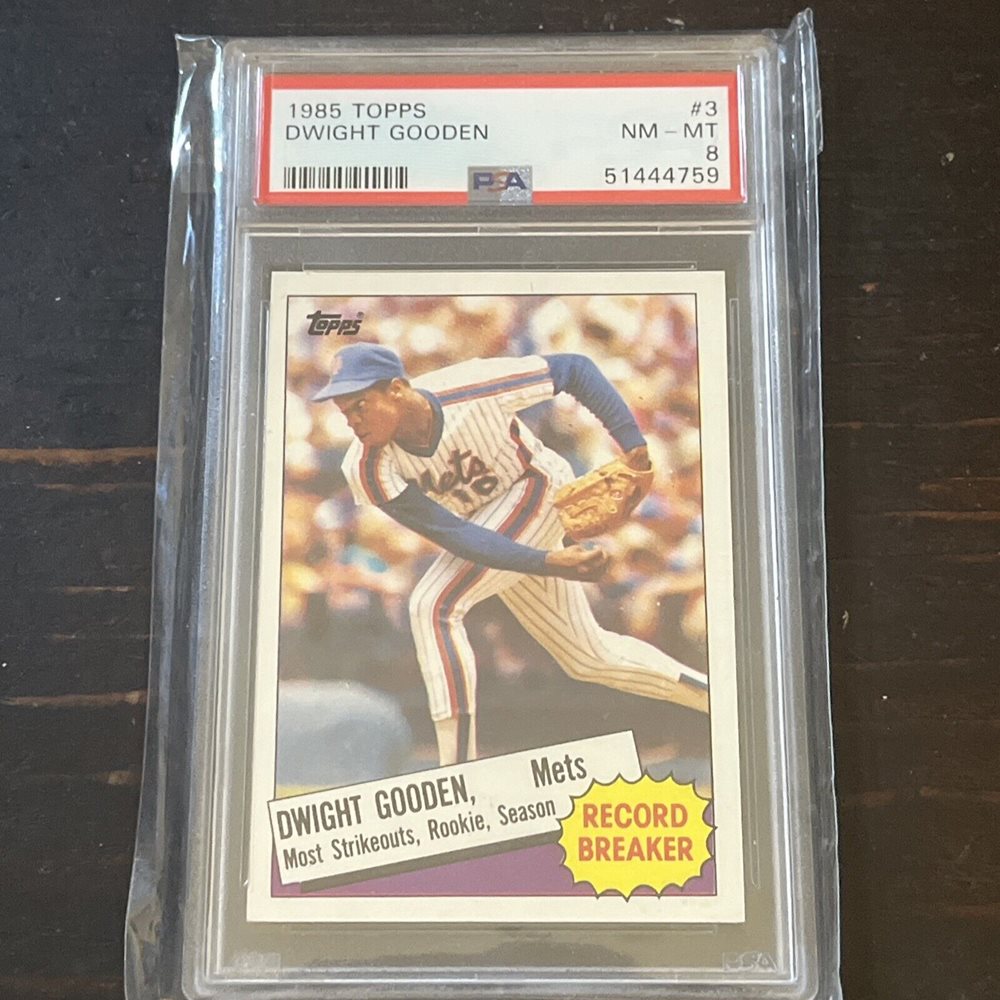 1985 TOPPS #3
DWIGHT GOODEN NM - MT
8
PSA 51444759
Topps®
Mets
10
DWIGHT GOODEN, Mets
Most Strikeouts, Rookie, Season
RECORD
BREAKER